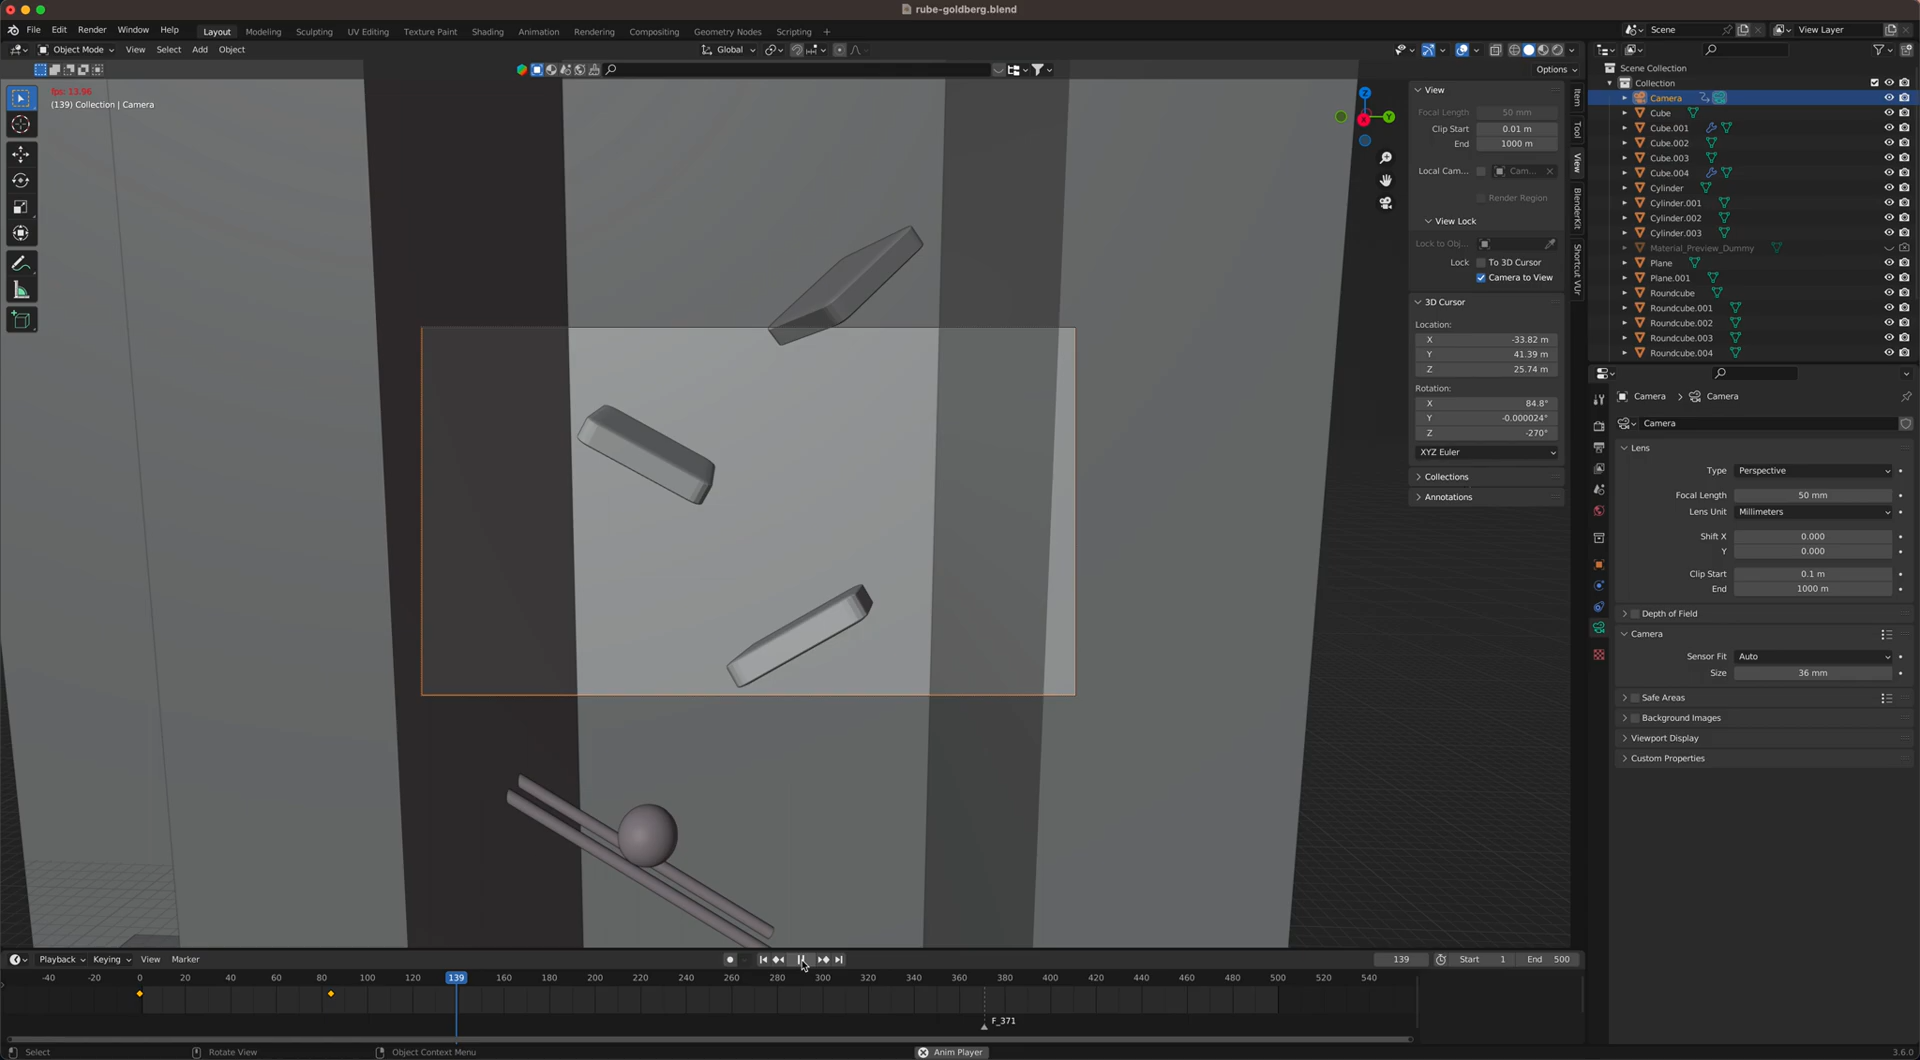 rube-goldberg.blend
File Edit Render Window Help Layout Modeling Sculpting UV Editing Texture Paint Shading Animation Rendering Compositing Geometry Nodes Scripting + Scene View Layer
Object Mode View Select Add Object Global
Options
fps: 13.96
(139) Collection | Camera
Z
Y
X
Item
Tool
View
BlenderKit
Shortcut VUr
View
Focal Length 50 mm
Clip Start 0.01 m
End 1000 m
Local Cam... Cam...
Render Region
View Lock
Lock to Obj...
Lock To 3D Cursor
Camera to View
3D Cursor
Location:
X -33.82 m
Y 41.39 m
Z 25.74 m
Rotation:
X 84.8°
Y -0.000024°
Z -270°
XYZ Euler
Collections
Annotations
Scene Collection
Collection
Camera
Cube
Cube.001
Cube.002
Cube.003
Cube.004
Cylinder
Cylinder.001
Cylinder.002
Cylinder.003
Material_Preview_Dummy
Plane
Plane.001
Roundcube
Roundcube.001
Roundcube.002
Roundcube.003
Roundcube.004
Camera > Camera
Camera
Lens
Type Perspective
Focal Length 50 mm
Lens Unit Millimeters
Shift X 0.000
Y 0.000
Clip Start 0.1 m
End 1000 m
Depth of Field
Camera
Sensor Fit Auto
Size 36 mm
Safe Areas
Background Images
Viewport Display
Custom Properties
Playback Keying View Marker 139 Start 1 End 500
-40 -20 0 20 40 60 80 100 120 139 160 180 200 220 240 260 280 300 320 340 360 380 400 420 440 460 480 500 520 540
F_371
Select Rotate View Object Context Menu Anim Player 3.6.0